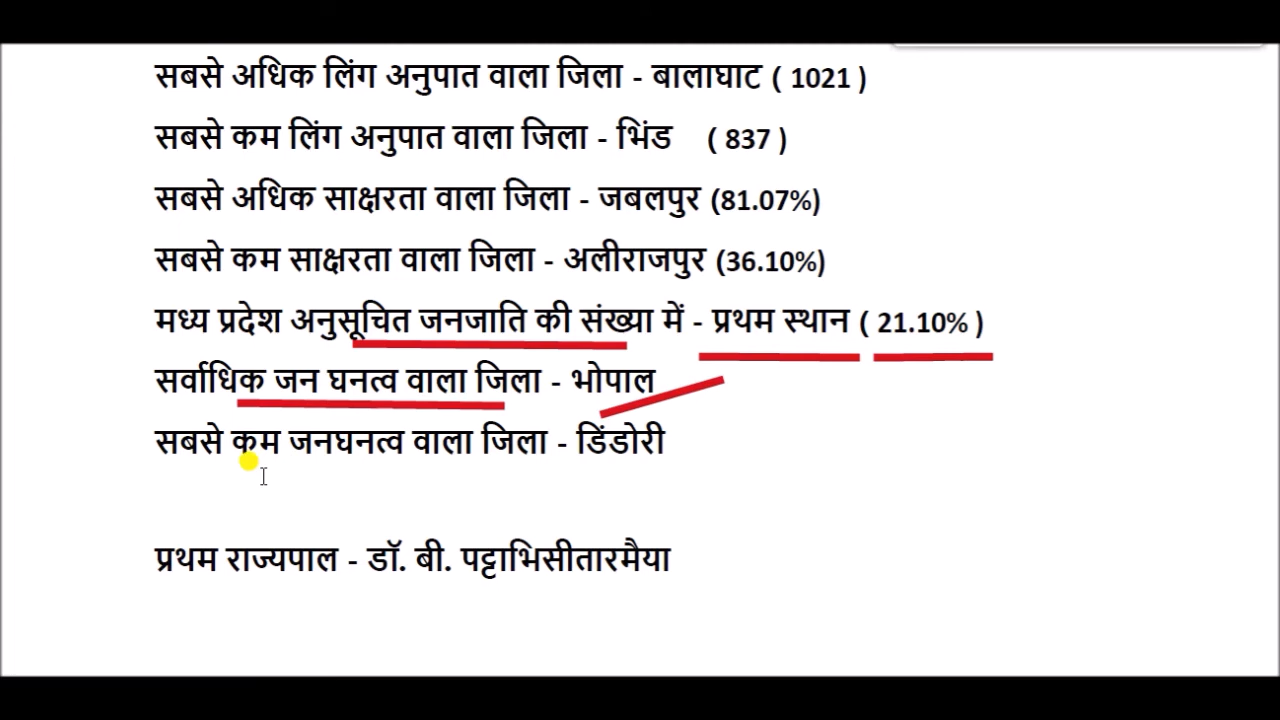 सबसे अधिक लिंग अनुपात वाला जिला - बालाघाट ( 1021 )
सबसे कम लिंग अनुपात वाला जिला - भिंड ( 837 )
सबसे अधिक साक्षरता वाला जिला - जबलपुर (81.07%)
सबसे कम साक्षरता वाला जिला - अलीराजपुर (36.10%)
मध्य प्रदेश अनुसूचित जनजाति की संख्या में - प्रथम स्थान ( 21.10% )
सर्वाधिक जन घनत्व वाला जिला - भोपाल
सबसे कम जनघनत्व वाला जिला - डिंडोरी
प्रथम राज्यपाल - डॉ. बी. पट्टाभिसीतारमैया